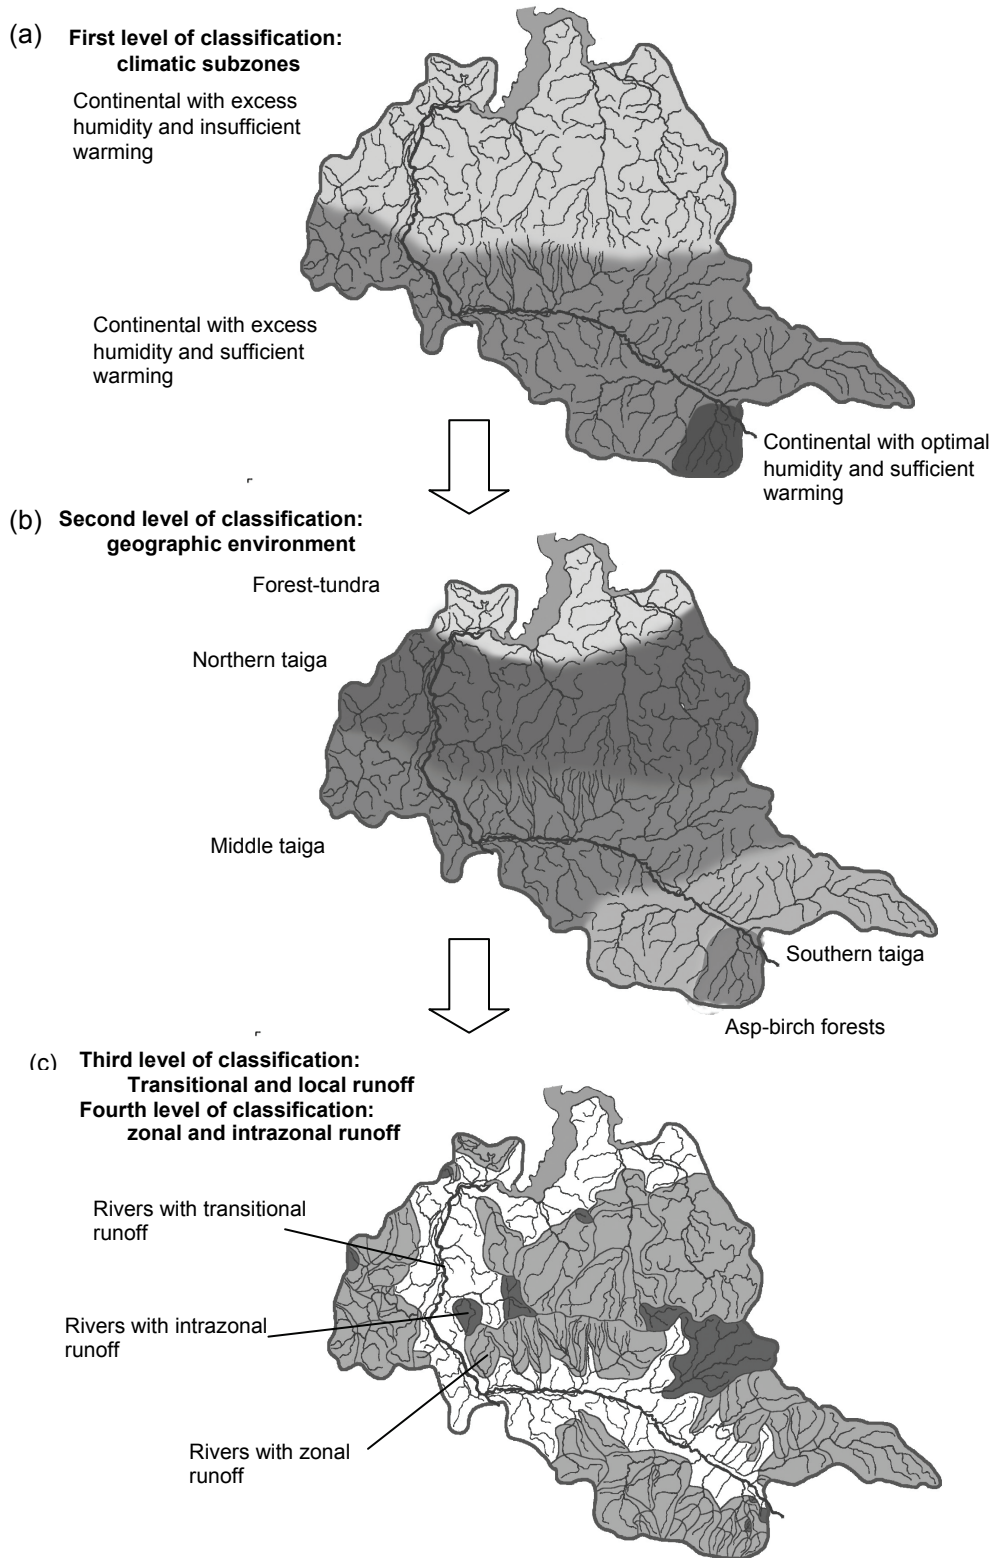 (a) First level of classification:
climatic subzones
Continental with excess
humidity and insufficient
warming
Continental with excess
humidity and sufficient
warming
Continental with optimal
humidity and sufficient
warming
(b) Second level of classification:
geographic environment
Forest-tundra
Northern taiga
Middle taiga
Southern taiga
Asp-birch forests
(c) Third level of classification:
Transitional and local runoff
Fourth level of classification:
zonal and intrazonal runoff
Rivers with transitional
runoff
Rivers with intrazonal
runoff
Rivers with zonal
runoff